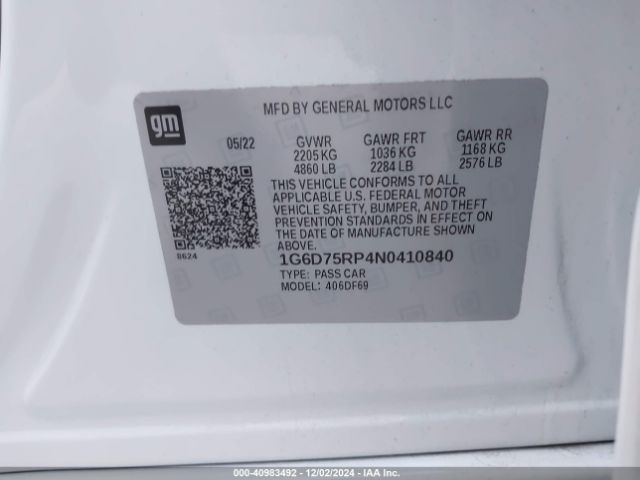 gm
MFD BY GENERAL MOTORS LLC
05/22 GVWR GAWR FRT GAWR RR
2205 KG 1036 KG 1168 KG
4860 LB 2284 LB 2576 LB
THIS VEHICLE CONFORMS TO ALL
APPLICABLE U.S. FEDERAL MOTOR
VEHICLE SAFETY, BUMPER, AND THEFT
PREVENTION STANDARDS IN EFFECT ON
THE DATE OF MANUFACTURE SHOWN
ABOVE.
8624
1G6D75RP4N0410840
TYPE: PASS CAR
MODEL: 406DF69
000-40983492 - 12/02/2024 - IAA Inc.